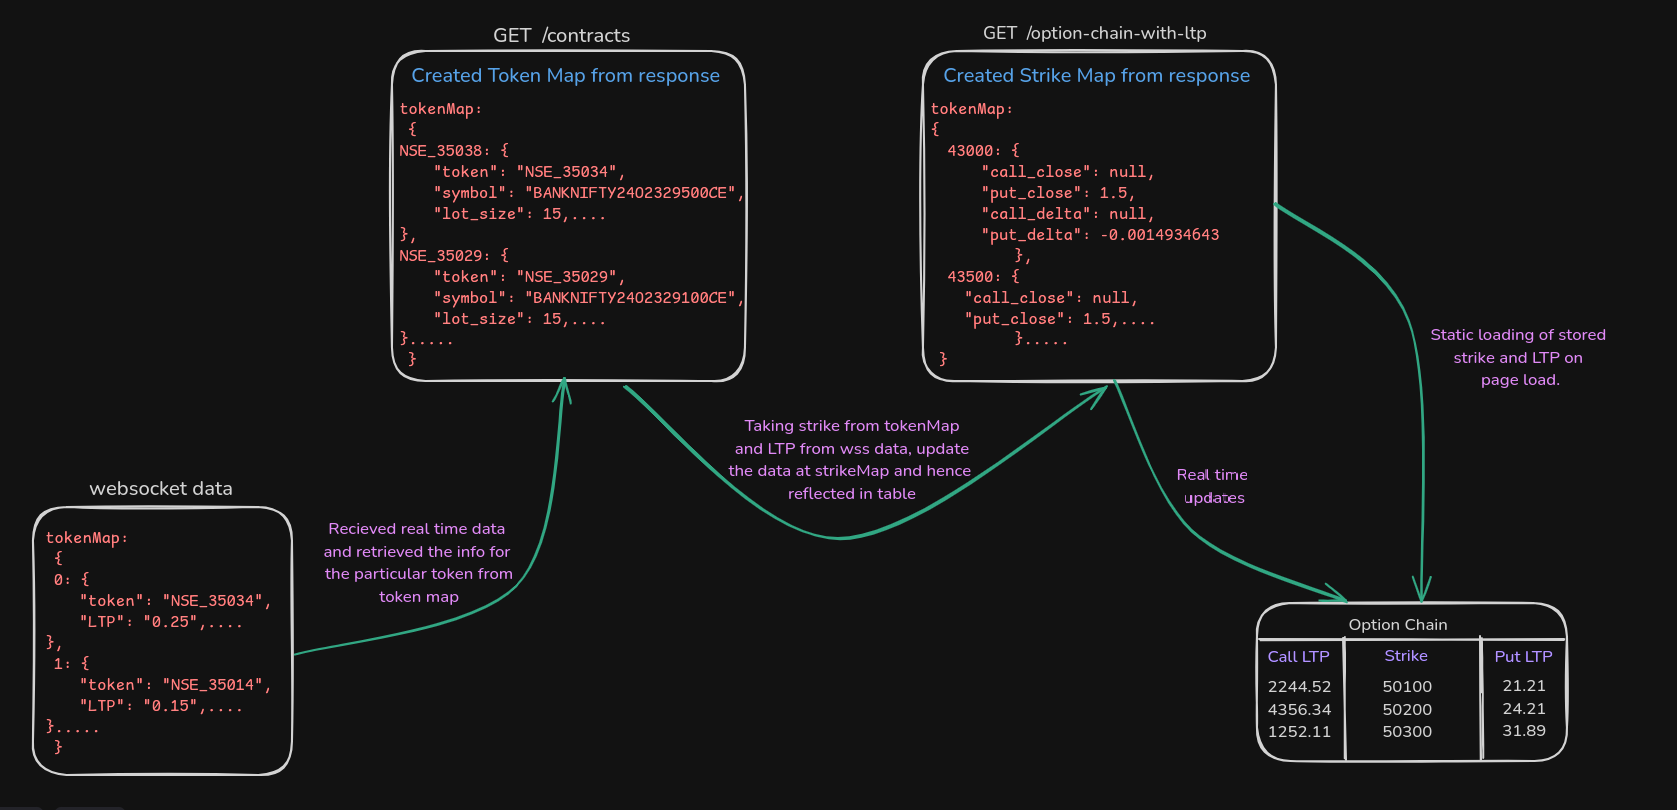 GET  /contracts
Created Token Map from response
tokenMap:
{
NSE_35038: {
"token": "NSE_35034",
"symbol": "BANKNIFTY24O2329500CE",
"lot_size": 15,....
},
NSE_35029: {
"token": "NSE_35029",
"symbol": "BANKNIFTY24O2329100CE",
"lot_size": 15,....
}.....
}
GET  /option-chain-with-ltp
Created Strike Map from response
tokenMap:
{
43000: {
"call_close": null,
"put_close": 1.5,
"call_delta": null,
"put_delta": -0.0014934643
},
43500: {
"call_close": null,
"put_close": 1.5,....
}.....
}
Static loading of stored
strike and LTP on
page load.
Taking strike from tokenMap
and LTP from wss data, update
the data at strikeMap and hence
reflected in table
Real time
updates
websocket data
tokenMap:
{
0: {
"token": "NSE_35034",
"LTP": "0.25",....
},
1: {
"token": "NSE_35014",
"LTP": "0.15",....
}.....
}
Recieved real time data
and retrieved the info for
the particular token from
token map
Option Chain
Call LTP Strike Put LTP
2244.52 50100 21.21
4356.34 50200 24.21
1252.11 50300 31.89